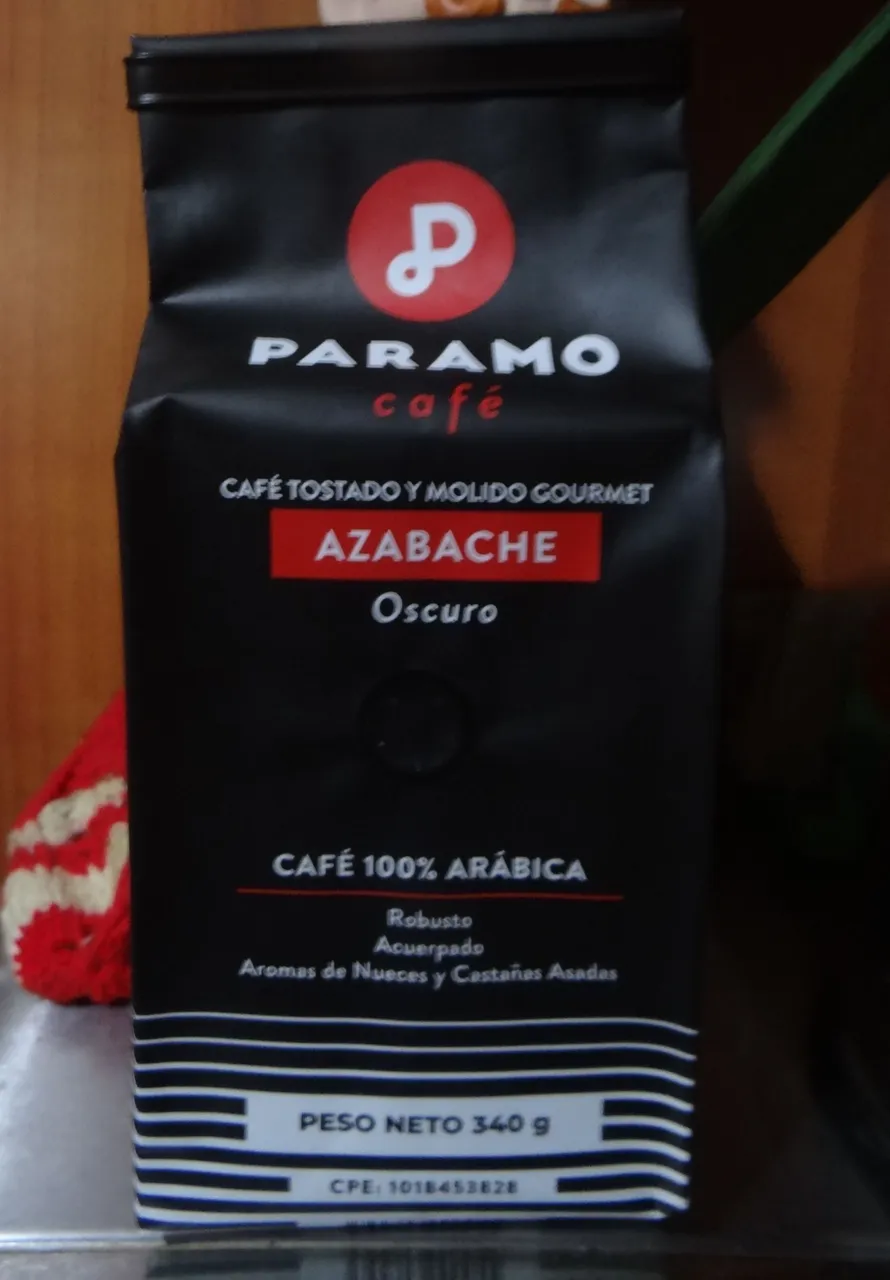 P
PARAMO
café
CAFÉ TOSTADO Y MOLIDO GOURMET
AZABACHE
Oscuro
CAFÉ 100% ARÁBICA
Robusto
Acuerpado
Aromas de Nueces y Castañas Asadas
PESO NETO 340 g
CPE: 1018453828